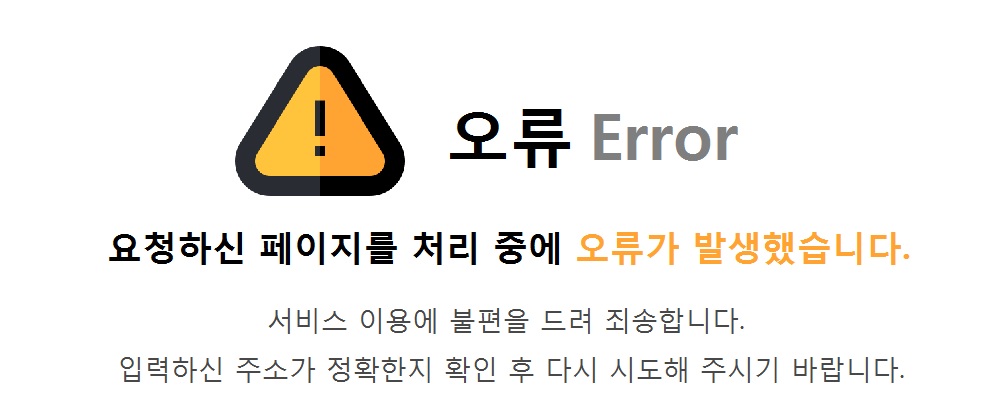 오류 Error
요청하신 페이지를 처리 중에 오류가 발생했습니다.
서비스 이용에 불편을 드려 죄송합니다.
입력하신 주소가 정확한지 확인 후 다시 시도해 주시기 바랍니다.